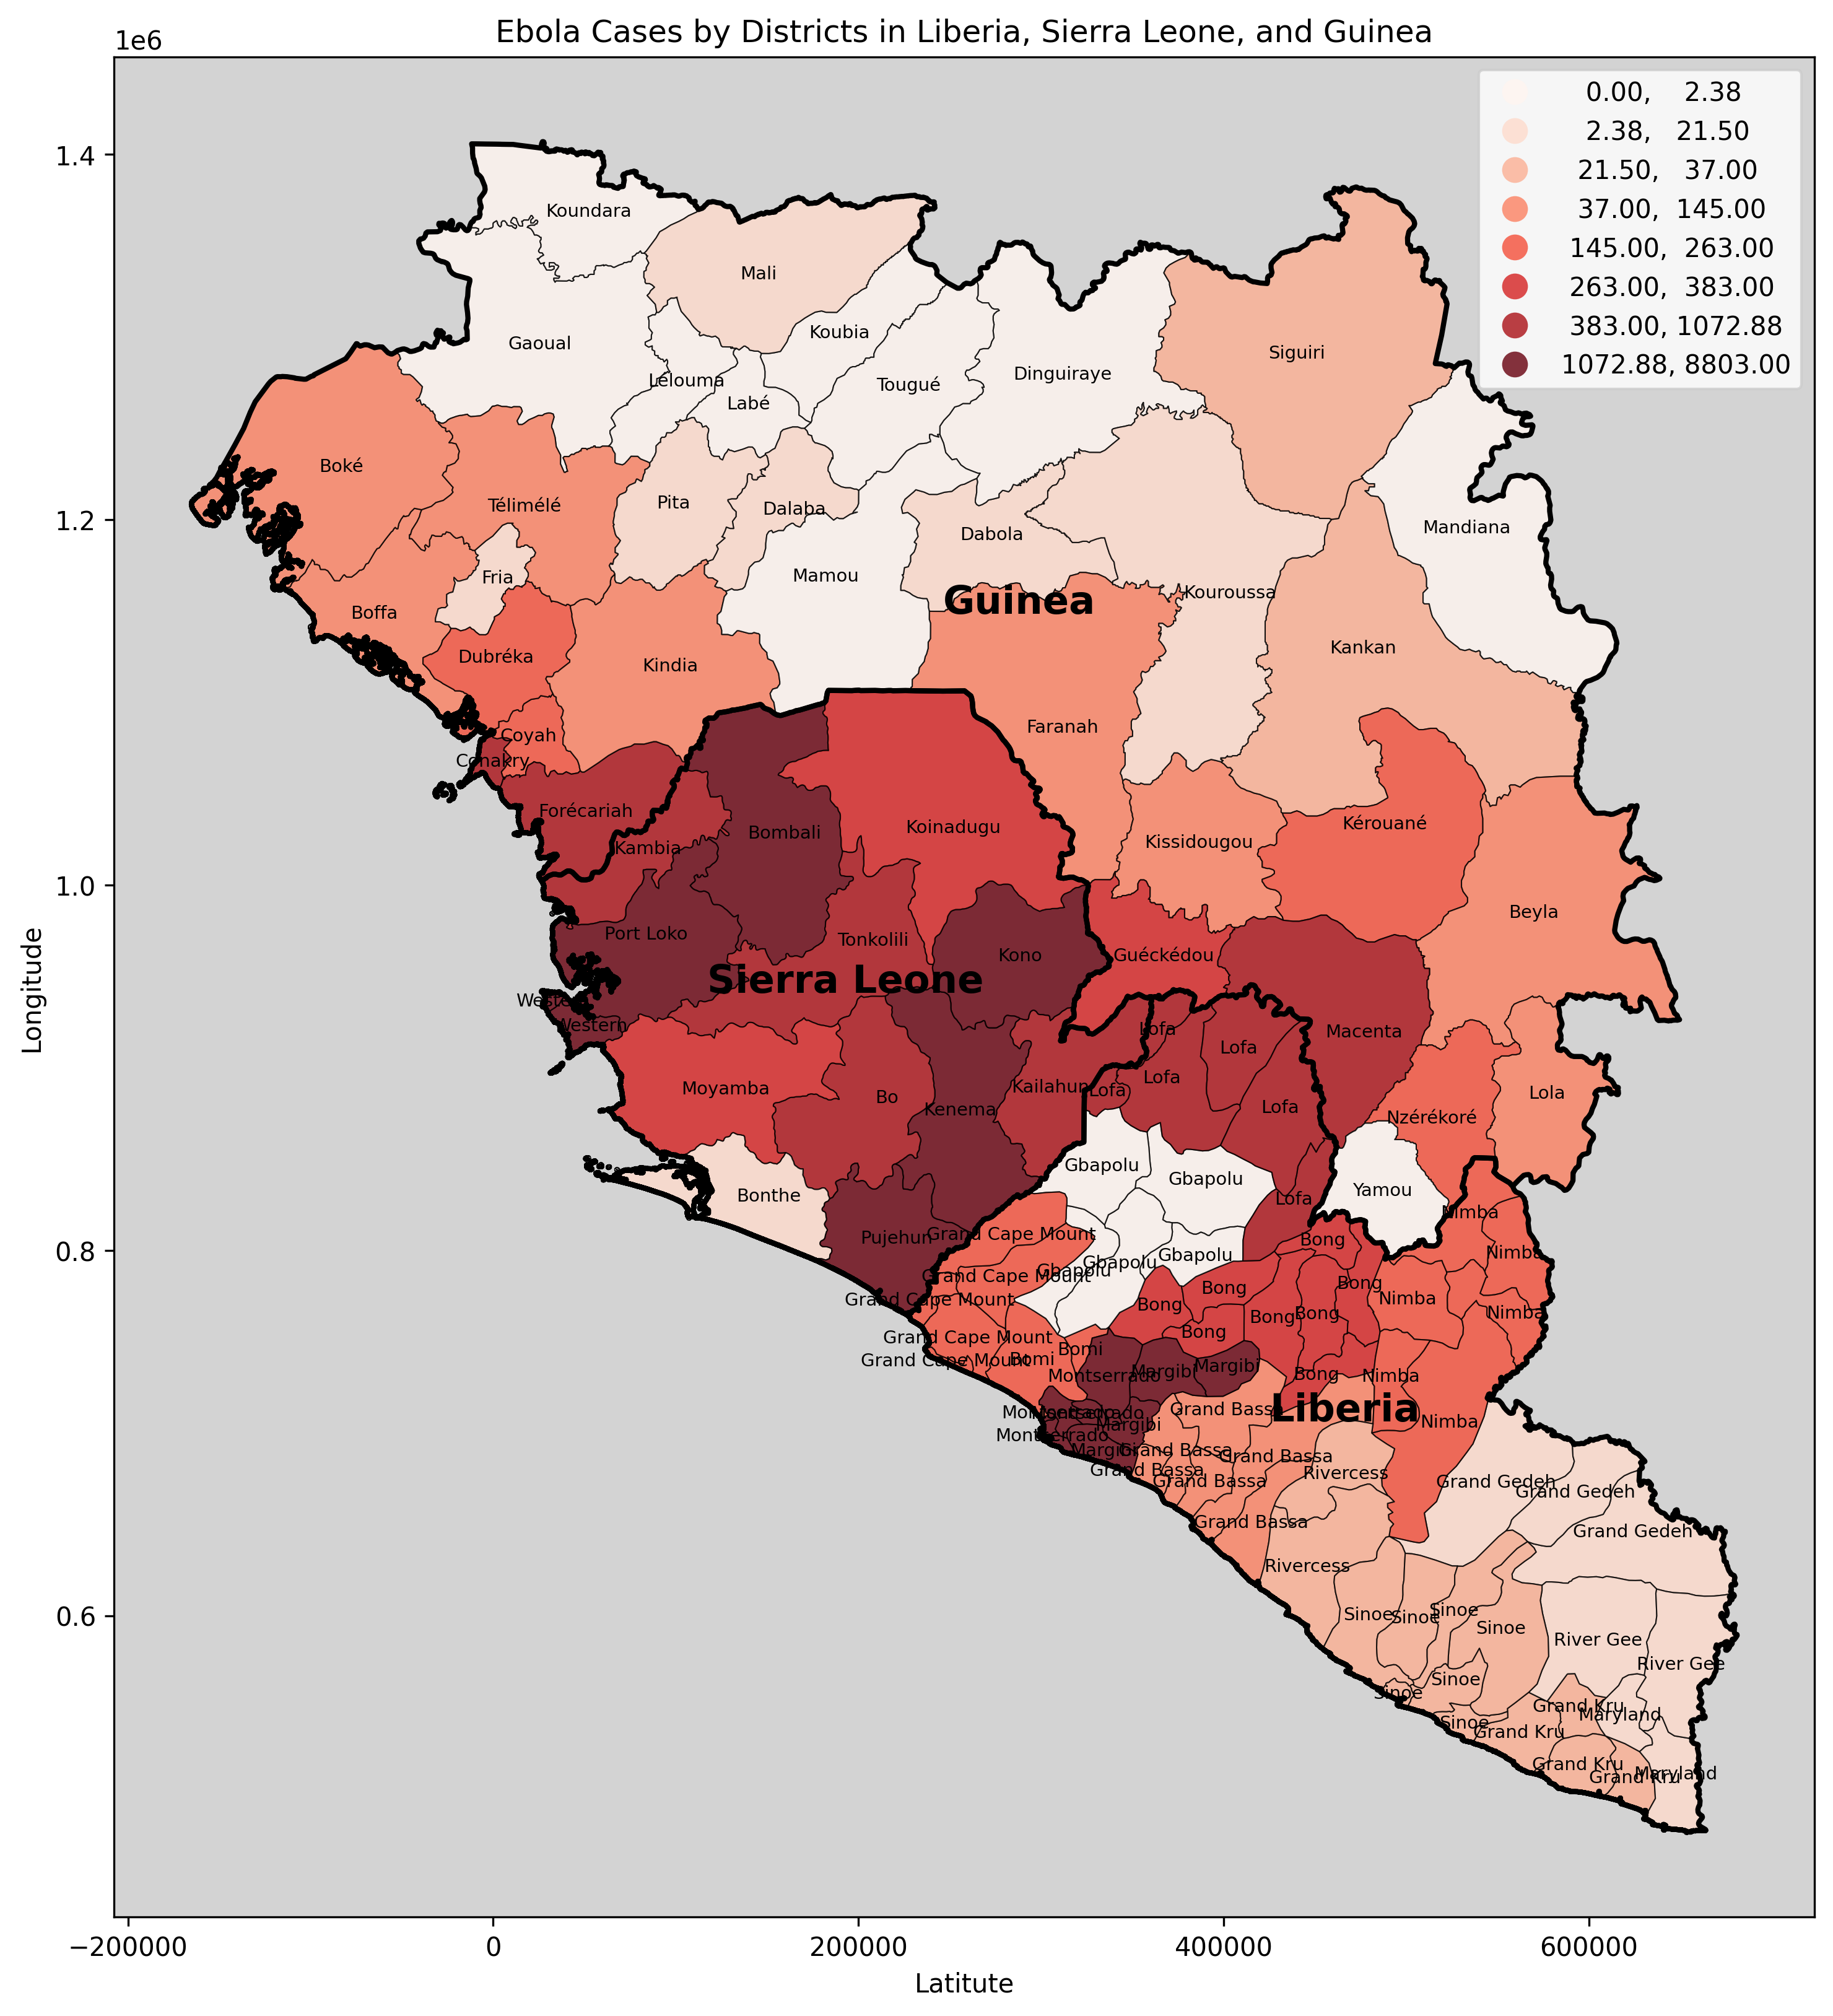 Ebola Cases by Districts in Liberia, Sierra Leone, and Guinea
1e6
0.00, 2.38
2.38, 21.50
21.50, 37.00
37.00, 145.00
145.00, 263.00
263.00, 383.00
383.00, 1072.88
1072.88, 8803.00
1.4
1.2
1.0
0.8
0.6
Longitude
Koundara
Mali
Gaoual
Koubia
Siguiri
Lélouma
Labé
Tougué
Dinguiraye
Boké
Télimélé
Pita
Dalaba
Dabola
Mandiana
Fria
Mamou
Kouroussa
Guinea
Boffa
Dubréka
Kindia
Kankan
Faranah
Coyah
Conakry
Forécariah
Kambia
Bombali
Koinadugu
Kissidougou
Kérouané
Beyla
Port Loko
Tonkolili
Kono
Guéckédou
Sierra Leone
Western
Western
Macenta
Lofa
Lofa
Lofa
Lofa
Lofa
Lofa
Moyamba
Bo
Kenema
Kailahun
Nzérékoré
Lola
Gbapolu
Gbapolu
Yamou
Bonthe
Pujehun
Nimba
Grand Cape Mount
Bong
Nimba
Gbapolu
Gbapolu
Gbapolu
Grand Cape Mount
Bong
Bong
Grand Cape Mount
Bong
Nimba
Nimba
Bong
Bong
Bong
Grand Cape Mount
Bomi
Grand Cape Mount
Bomi
Montserrado
Margibi
Margibi
Bong
Nimba
Liberia
Montserrado
Montserrado
Grand Bassa
Margibi
Nimba
Montserrado
Margibi
Grand Bassa
Grand Bassa
Grand Bassa
Grand Bassa
Rivercess
Grand Gedeh
Grand Gedeh
Grand Bassa
Grand Gedeh
Rivercess
Sinoe
Sinoe
Sinoe
Sinoe
River Gee
River Gee
Sinoe
Sinoe
Grand Kru
Maryland
Sinoe
Grand Kru
Grand Kru
Grand Kru
Maryland
−200000
0
200000
400000
600000
Latitute